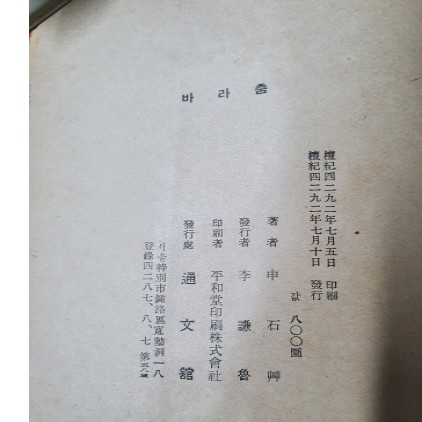 바라춤
檀紀四二九二年七月五日 印刷
檀紀四二九二年七月十日 發行
값 八〇〇圜
著者 申石艸
發行者 李謙魯
印刷者 平和堂印刷株式會社
發行處 通文館
서울特別市鍾路區寬勳洞一八
登錄四二八七、八、七 第